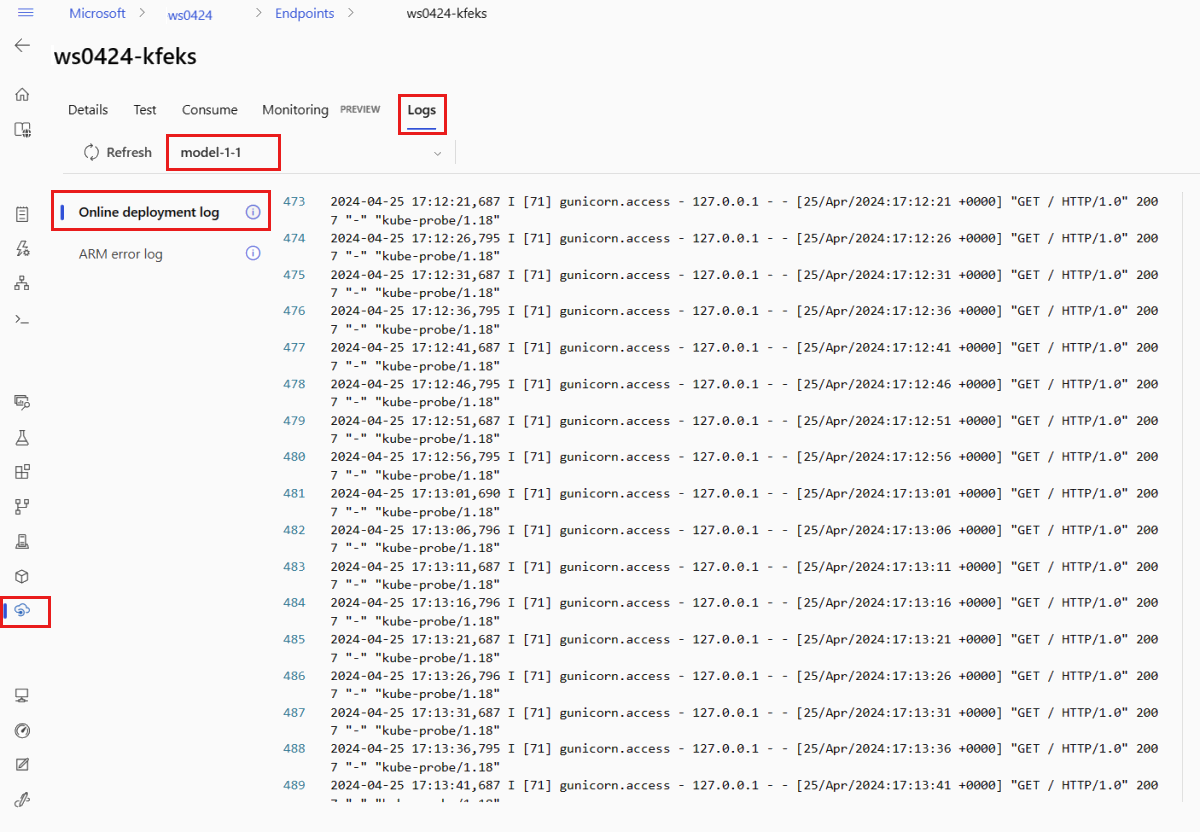 Microsoft > ws0424 > Endpoints > ws0424-kfeks
ws0424-kfeks
Details Test Consume Monitoring PREVIEW Logs
Refresh model-1-1
Online deployment log
ARM error log
473 2024-04-25 17:12:21,687 I [71] gunicorn.access - 127.0.0.1 - - [25/Apr/2024:17:12:21 +0000] "GET / HTTP/1.0" 200
7 "-" "kube-probe/1.18"
474 2024-04-25 17:12:26,795 I [71] gunicorn.access - 127.0.0.1 - - [25/Apr/2024:17:12:26 +0000] "GET / HTTP/1.0" 200
7 "-" "kube-probe/1.18"
475 2024-04-25 17:12:31,687 I [71] gunicorn.access - 127.0.0.1 - - [25/Apr/2024:17:12:31 +0000] "GET / HTTP/1.0" 200
7 "-" "kube-probe/1.18"
476 2024-04-25 17:12:36,795 I [71] gunicorn.access - 127.0.0.1 - - [25/Apr/2024:17:12:36 +0000] "GET / HTTP/1.0" 200
7 "-" "kube-probe/1.18"
477 2024-04-25 17:12:41,687 I [71] gunicorn.access - 127.0.0.1 - - [25/Apr/2024:17:12:41 +0000] "GET / HTTP/1.0" 200
7 "-" "kube-probe/1.18"
478 2024-04-25 17:12:46,795 I [71] gunicorn.access - 127.0.0.1 - - [25/Apr/2024:17:12:46 +0000] "GET / HTTP/1.0" 200
7 "-" "kube-probe/1.18"
479 2024-04-25 17:12:51,687 I [71] gunicorn.access - 127.0.0.1 - - [25/Apr/2024:17:12:51 +0000] "GET / HTTP/1.0" 200
7 "-" "kube-probe/1.18"
480 2024-04-25 17:12:56,795 I [71] gunicorn.access - 127.0.0.1 - - [25/Apr/2024:17:12:56 +0000] "GET / HTTP/1.0" 200
7 "-" "kube-probe/1.18"
481 2024-04-25 17:13:01,690 I [71] gunicorn.access - 127.0.0.1 - - [25/Apr/2024:17:13:01 +0000] "GET / HTTP/1.0" 200
7 "-" "kube-probe/1.18"
482 2024-04-25 17:13:06,796 I [71] gunicorn.access - 127.0.0.1 - - [25/Apr/2024:17:13:06 +0000] "GET / HTTP/1.0" 200
7 "-" "kube-probe/1.18"
483 2024-04-25 17:13:11,687 I [71] gunicorn.access - 127.0.0.1 - - [25/Apr/2024:17:13:11 +0000] "GET / HTTP/1.0" 200
7 "-" "kube-probe/1.18"
484 2024-04-25 17:13:16,796 I [71] gunicorn.access - 127.0.0.1 - - [25/Apr/2024:17:13:16 +0000] "GET / HTTP/1.0" 200
7 "-" "kube-probe/1.18"
485 2024-04-25 17:13:21,687 I [71] gunicorn.access - 127.0.0.1 - - [25/Apr/2024:17:13:21 +0000] "GET / HTTP/1.0" 200
7 "-" "kube-probe/1.18"
486 2024-04-25 17:13:26,796 I [71] gunicorn.access - 127.0.0.1 - - [25/Apr/2024:17:13:26 +0000] "GET / HTTP/1.0" 200
7 "-" "kube-probe/1.18"
487 2024-04-25 17:13:31,687 I [71] gunicorn.access - 127.0.0.1 - - [25/Apr/2024:17:13:31 +0000] "GET / HTTP/1.0" 200
7 "-" "kube-probe/1.18"
488 2024-04-25 17:13:36,795 I [71] gunicorn.access - 127.0.0.1 - - [25/Apr/2024:17:13:36 +0000] "GET / HTTP/1.0" 200
7 "-" "kube-probe/1.18"
489 2024-04-25 17:13:41,687 I [71] gunicorn.access - 127.0.0.1 - - [25/Apr/2024:17:13:41 +0000] "GET / HTTP/1.0" 200